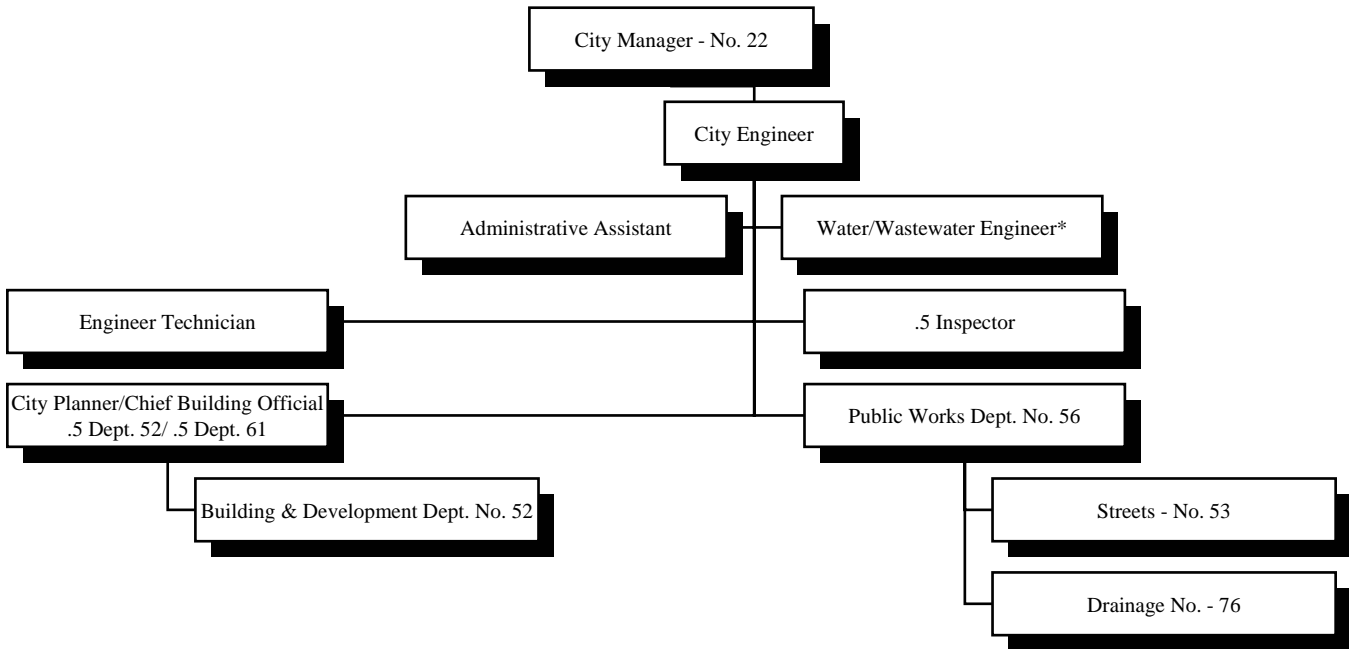 City Manager - No. 22
City Engineer
Administrative Assistant
Water/Wastewater Engineer*
Engineer Technician
.5 Inspector
City Planner/Chief Building Official
.5 Dept. 52/ .5 Dept. 61
Public Works Dept. No. 56
Building & Development Dept. No. 52
Streets - No. 53
Drainage No. - 76